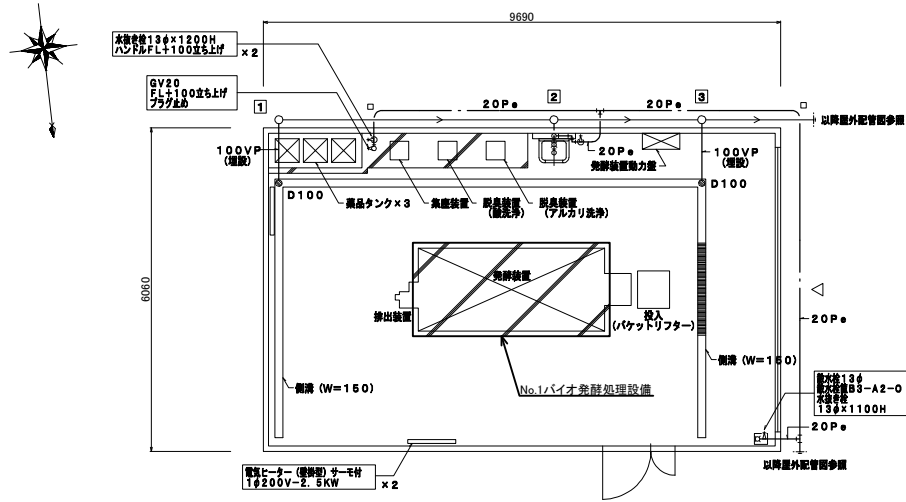 9690
水抜き栓13φ×1200H
ハンドルFL+100立ち上げ
×2
GV20
FL+100立ち上げ
プラグ止め
1
2
3
20Pe
20Pe
以降屋外配管図参照
100VP
(埋設)
20Pe
発酵装置動力盤
100VP
(埋設)
D100
薬品タンク×3
集塵装置
脱臭装置
(酸洗浄)
脱臭装置
(アルカリ洗浄)
D100
6060
発酵装置
排出装置
投入
(バケットリフター)
20Pe
側溝 (W=150)
側溝 (W=150)
No.1バイオ発酵処理設備
散水栓13φ
散水栓箱B3-A2-O
水抜き栓
13φ×1100H
20Pe
以降屋外配管図参照
電気ヒーター (壁掛型) サーモ付
1φ200V-2.5KW
×2